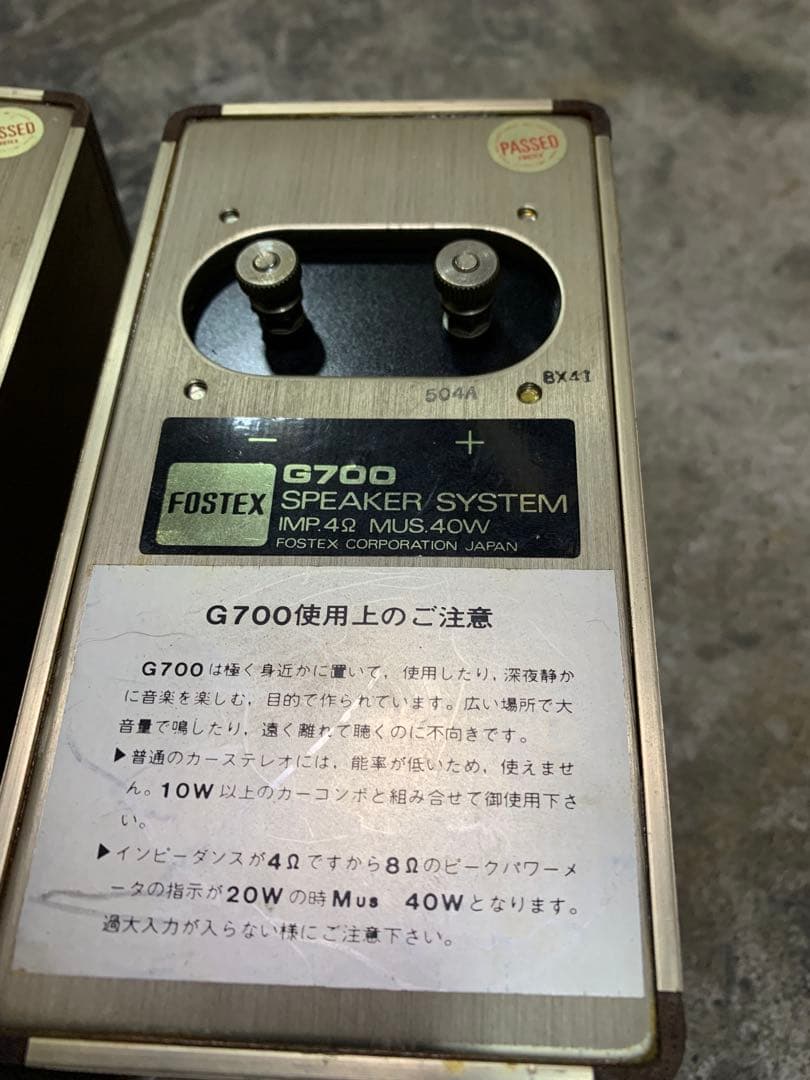 SSED
PASSED
504A
BX41
− +
G700
FOSTEX
SPEAKER SYSTEM
IMP.4Ω MUS.40W
FOSTEX CORPORATION JAPAN
G700使用上のご注意
G700は極く身近かに置いて,使用したり,深夜静か
に音楽を楽しむ,目的で作られています。広い場所で大
音量で鳴したり,遠く離れて聴くのに不向きです。
▶普通のカーステレオには,能率が低いため,使えませ
ん。10W以上のカーコンポと組み合せて御使用下さ
い。
▶インピーダンスが4Ωですから8Ωのピークパワーメ
ータの指示が20Wの時Mus 40Wとなります。
過大入力が入らない様にご注意下さい。